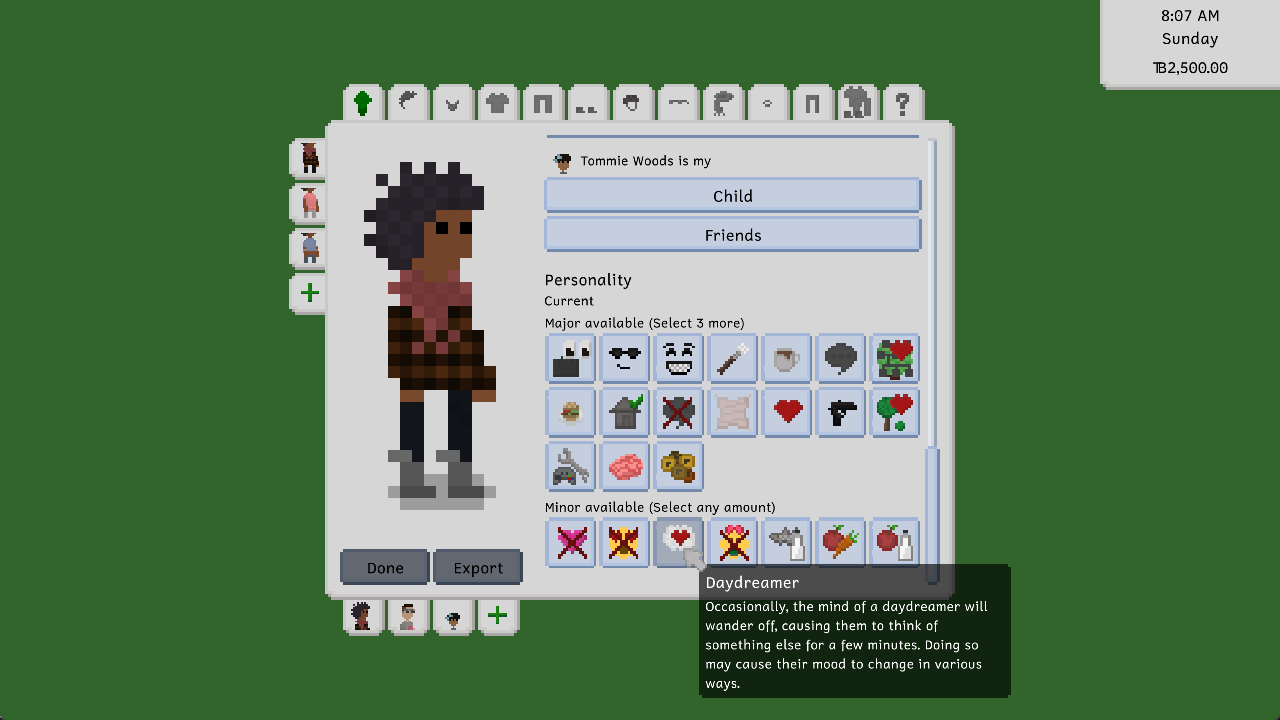 8:07 AM
Sunday
Ꞗ2,500.00
?
Tommie Woods is my
Child
Friends
Personality
Current
Major available (Select 3 more)
Minor available (Select any amount)
Done
Export
Daydreamer
Occasionally, the mind of a daydreamer will
wander off, causing them to think of
something else for a few minutes. Doing so
may cause their mood to change in various
ways.